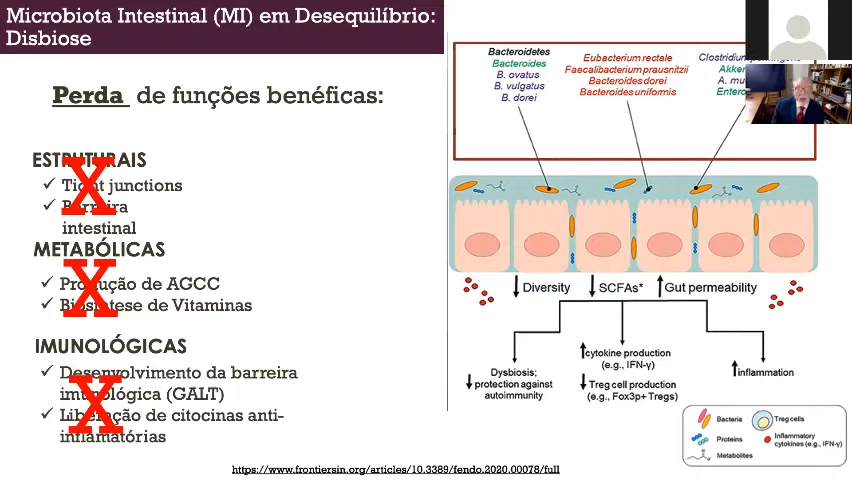 Microbiota Intestinal (MI) em Desequilíbrio:
Disbiose
Perda de funções benéficas:
ESTRUTURAIS
✓ Tight junctions
✓ Barreira
intestinal
METABÓLICAS
✓ Produção de AGCC
✓ Biossíntese de Vitaminas
IMUNOLÓGICAS
✓ Desenvolvimento da barreira
imunológica (GALT)
✓ Liberação de citocinas anti-
inflamatórias
X
X
X
Bacteroidetes
Bacteroides
B. ovatus
B. vulgatus
B. dorei
Eubacterium rectale
Faecalibacterium prausnitzii
Bacteroides dorei
Bacteroides uniformis
Clostridium
Akker
A. mu
Entero
Diversity
SCFAs*
Gut permeability
Dysbiosis;
protection against
autoimmunity
cytokine production
(e.g., IFN-γ)
Treg cell production
(e.g., Fox3p+ Tregs)
inflammation
Bacteria
Proteins
Metabolites
Treg cells
Inflammatory
cytokines (e.g., IFN-γ)
https://www.frontiersin.org/articles/10.3389/fendo.2020.00078/full